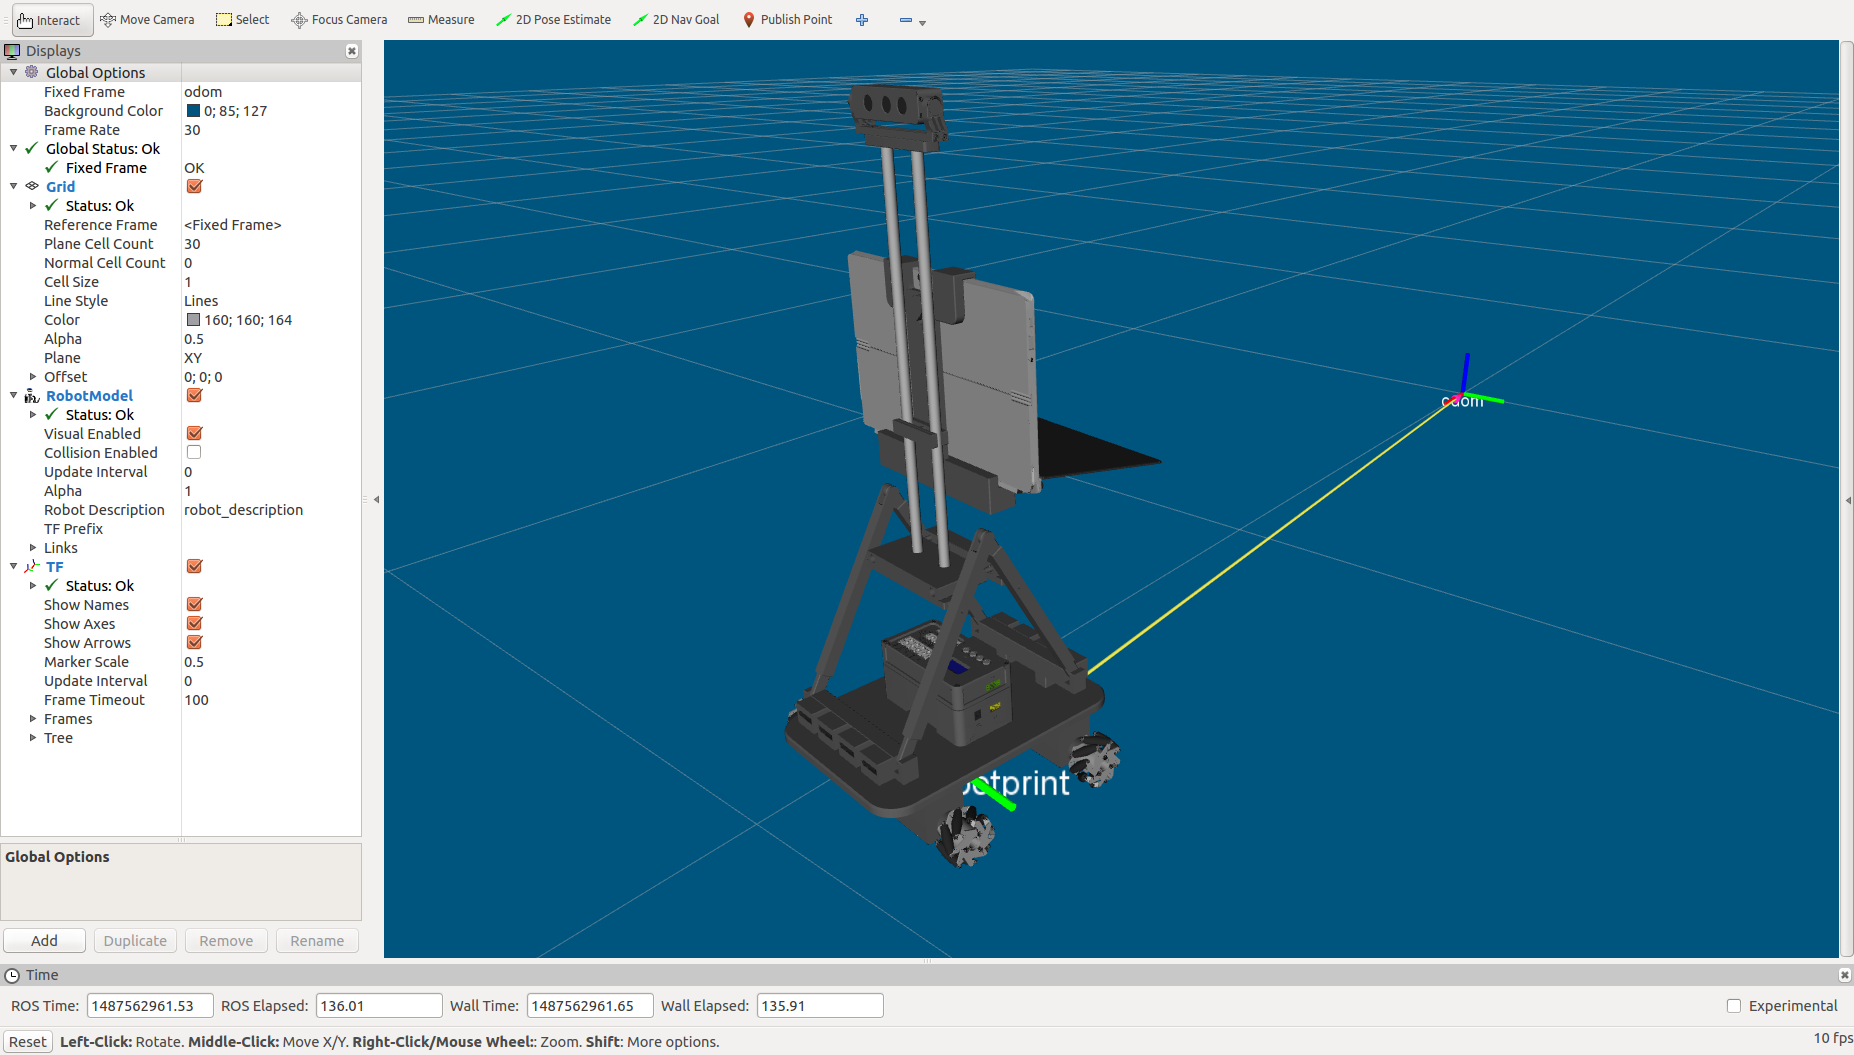 Interact Move Camera Select Focus Camera Measure 2D Pose Estimate 2D Nav Goal Publish Point
Displays
Global Options
Fixed Frame odom
Background Color 0; 85; 127
Frame Rate 30
Global Status: Ok
Fixed Frame OK
Grid
Status: Ok
Reference Frame <Fixed Frame>
Plane Cell Count 30
Normal Cell Count 0
Cell Size 1
Line Style Lines
Color 160; 160; 164
Alpha 0.5
Plane XY
Offset 0; 0; 0
RobotModel
Status: Ok
Visual Enabled
Collision Enabled
Update Interval 0
Alpha 1
Robot Description robot_description
TF Prefix
Links
TF
Status: Ok
Show Names
Show Axes
Show Arrows
Marker Scale 0.5
Update Interval 0
Frame Timeout 100
Frames
Tree
odom
otprint
Global Options
Add Duplicate Remove Rename
Time
ROS Time: 1487562961.53 ROS Elapsed: 136.01 Wall Time: 1487562961.65 Wall Elapsed: 135.91 Experimental
Reset Left-Click: Rotate. Middle-Click: Move X/Y. Right-Click/Mouse Wheel:: Zoom. Shift: More options. 10 fps